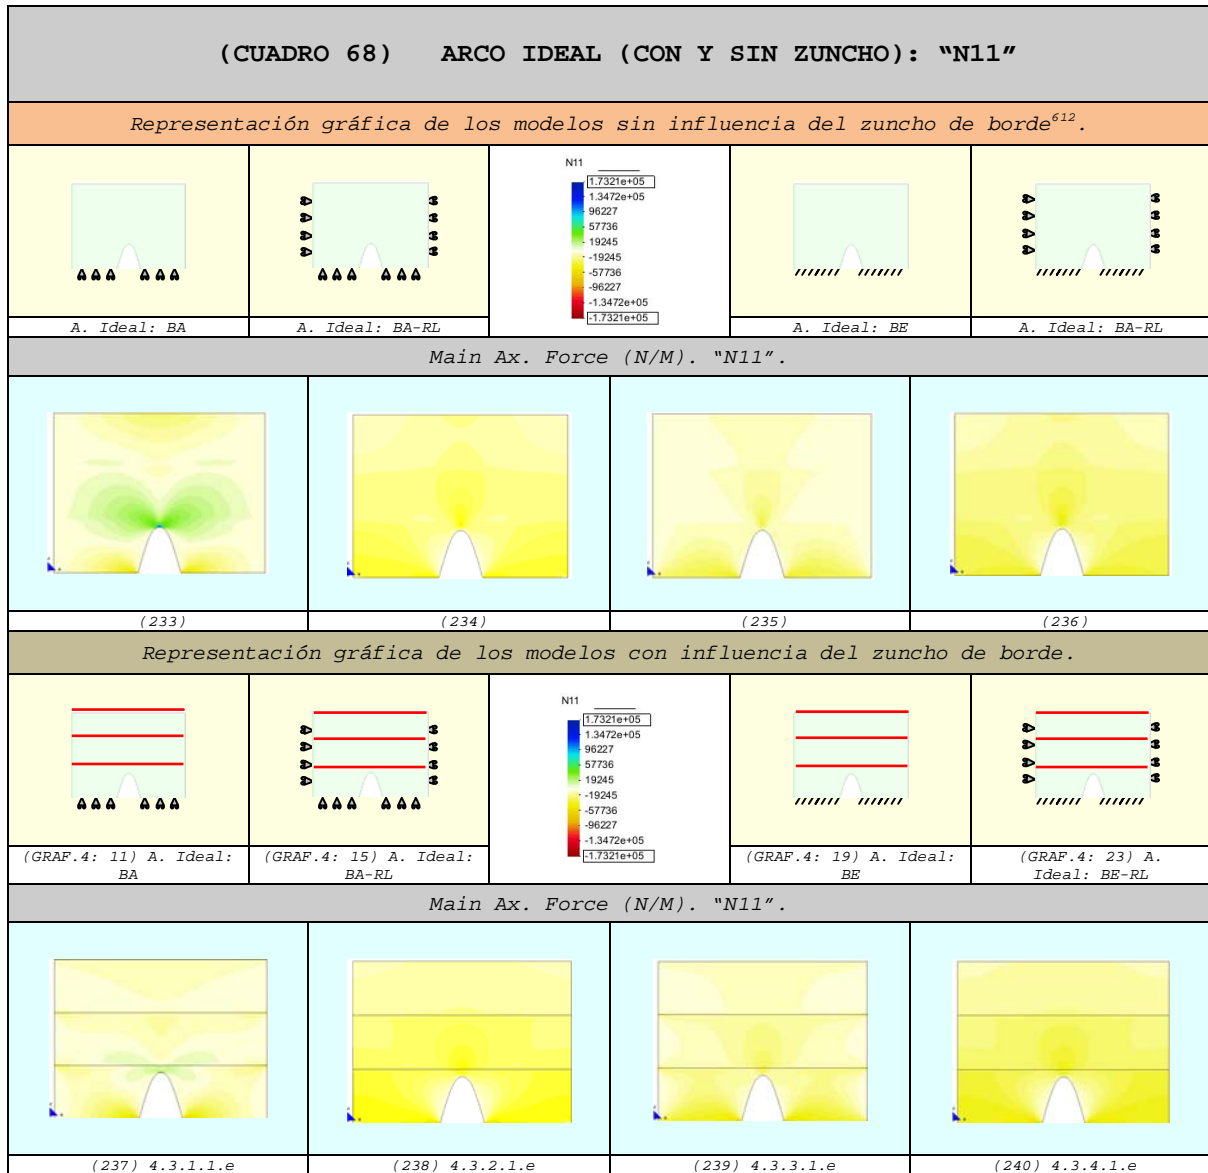 (CUADRO 68) ARCO IDEAL (CON Y SIN ZUNCHO): “N11”
Representación gráfica de los modelos sin influencia del zuncho de borde612.
N11
1.7321e+05
1.3472e+05
96227
57736
19245
-19245
-57736
-96227
-1.3472e+05
-1.7321e+05
A. Ideal: BA
A. Ideal: BA-RL
A. Ideal: BE
A. Ideal: BA-RL
Main Ax. Force (N/M). “N11”.
(233)
(234)
(235)
(236)
Representación gráfica de los modelos con influencia del zuncho de borde.
N11
1.7321e+05
1.3472e+05
96227
57736
19245
-19245
-57736
-96227
-1.3472e+05
-1.7321e+05
(GRAF.4: 11) A. Ideal:
BA
(GRAF.4: 15) A. Ideal:
BA-RL
(GRAF.4: 19) A. Ideal:
BE
(GRAF.4: 23) A.
Ideal: BE-RL
Main Ax. Force (N/M). “N11”.
(237) 4.3.1.1.e
(238) 4.3.2.1.e
(239) 4.3.3.1.e
(240) 4.3.4.1.e